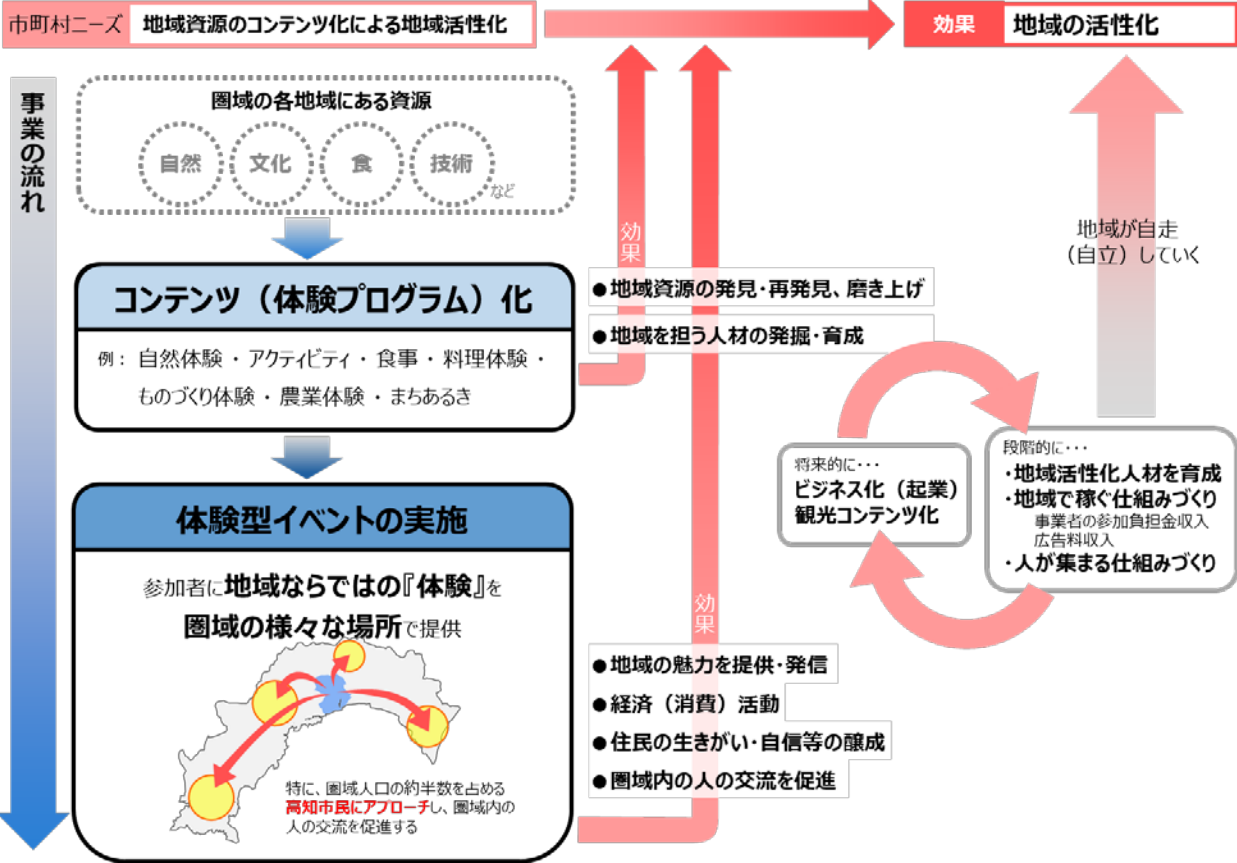 市町村ニーズ
地域資源のコンテンツ化による地域活性化
効果
地域の活性化
事業の流れ
圏域の各地域にある資源
自然
文化
食
技術
など
コンテンツ（体験プログラム）化
例： 自然体験・アクティビティ・食事・料理体験・
ものづくり体験・農業体験・まちあるき
効果
●地域資源の発見・再発見、磨き上げ
●地域を担う人材の発掘・育成
体験型イベントの実施
参加者に地域ならではの『体験』を
圏域の様々な場所で提供
特に、圏域人口の約半数を占める
高知市民にアプローチし、圏域内の
人の交流を促進する
効果
●地域の魅力を提供・発信
●経済（消費）活動
●住民の生きがい・自信等の醸成
●圏域内の人の交流を促進
将来的に・・・
ビジネス化（起業）
観光コンテンツ化
段階的に・・・
・地域活性化人材を育成
・地域で稼ぐ仕組みづくり
事業者の参加負担金収入
広告料収入
・人が集まる仕組みづくり
地域が自走
（自立）していく